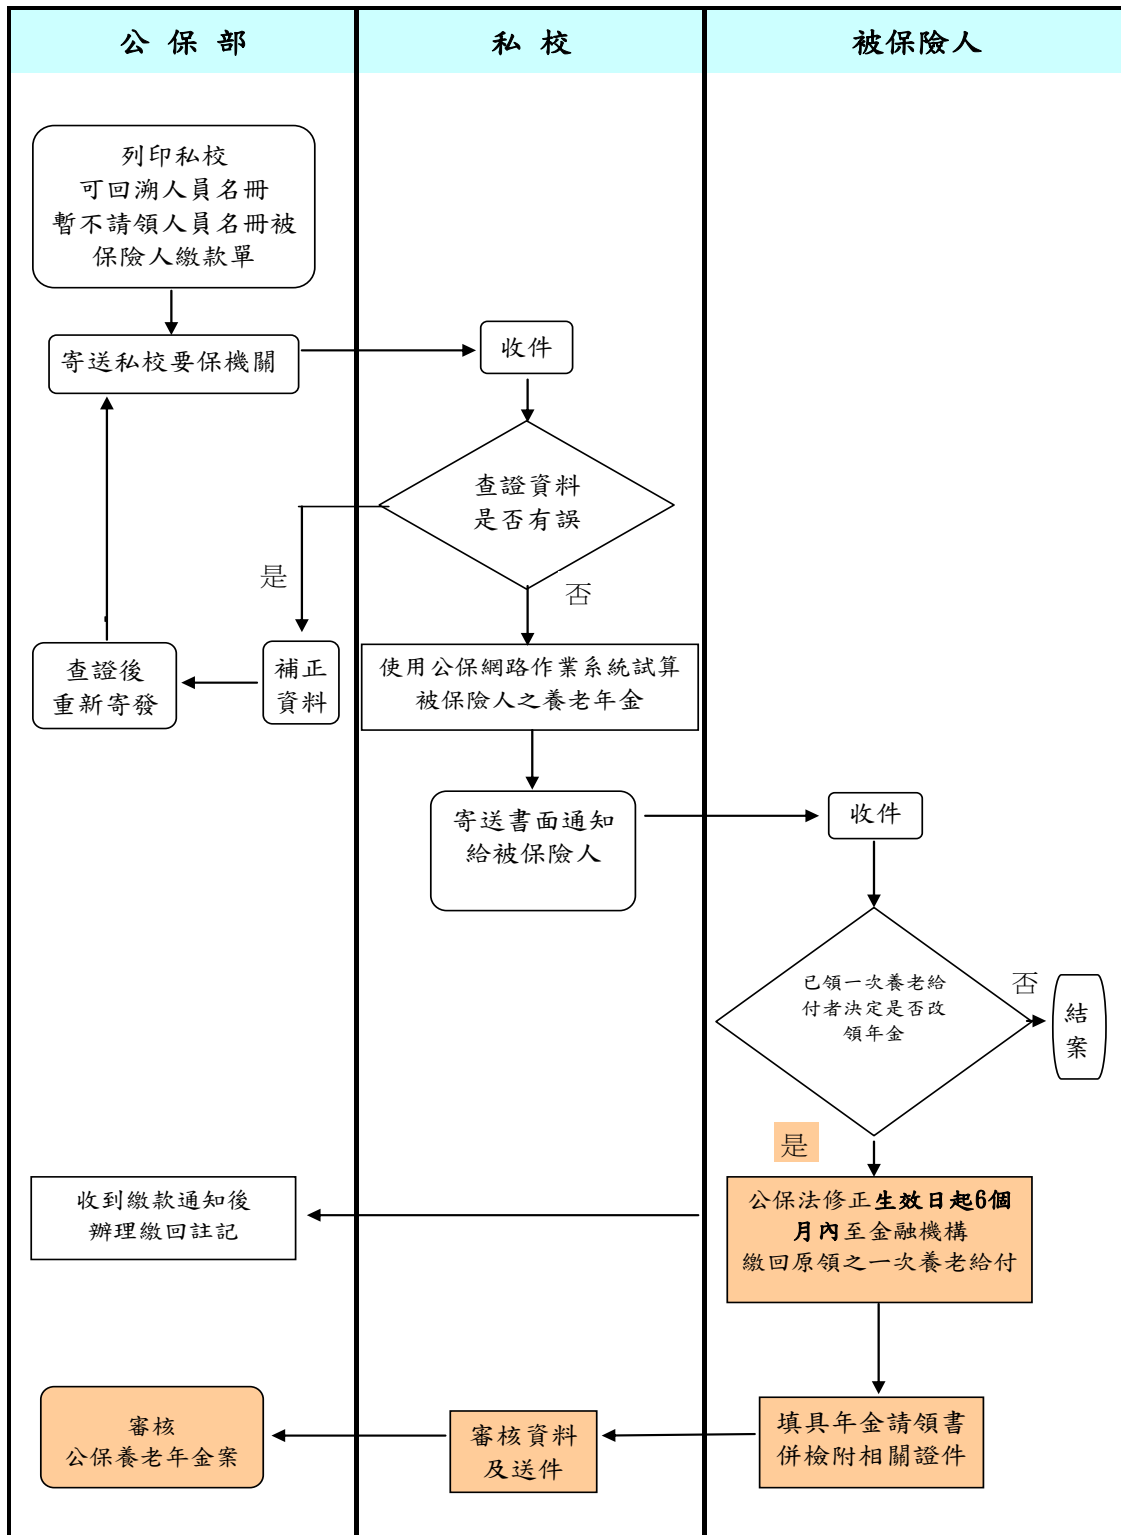 公保部
私校
被保險人
列印私校
可回溯人員名冊
暫不請領人員名冊被
保險人繳款單
寄送私校要保機關
收件
查證資料
是否有誤
是
否
查證後
重新寄發
補正
資料
使用公保網路作業系統試算
被保險人之養老年金
寄送書面通知
給被保險人
收件
已領一次養老給
付者決定是否改
領年金
否
結
案
是
收到繳款通知後
辦理繳回註記
公保法修正生效日起6個
月內至金融機構
繳回原領之一次養老給付
審核
公保養老年金案
審核資料
及送件
填具年金請領書
併檢附相關證件